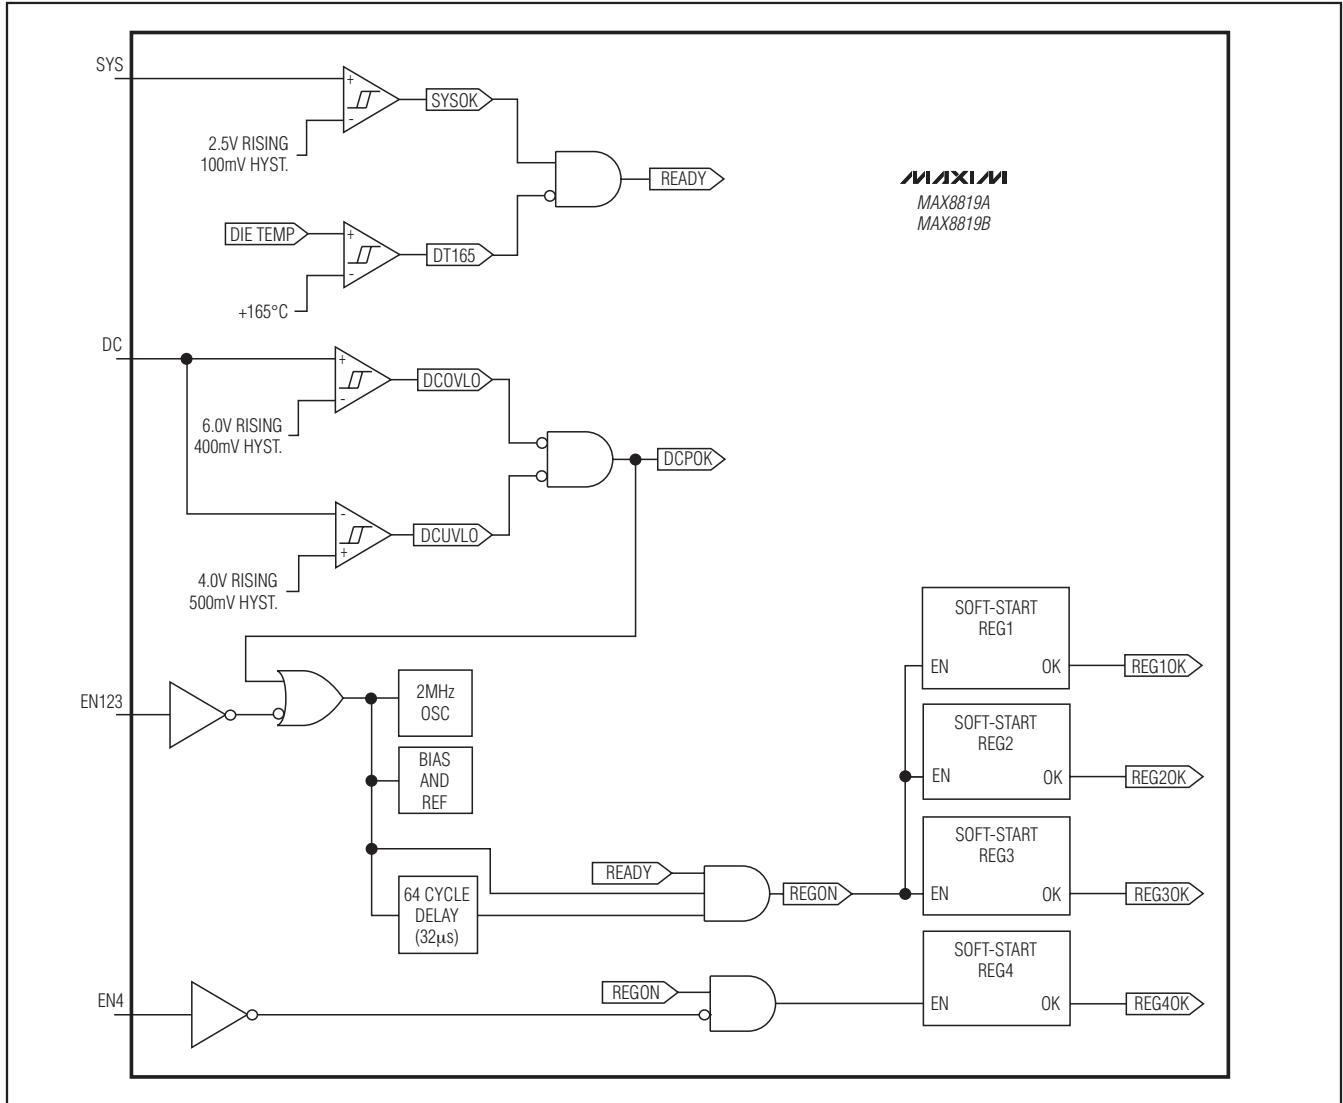 SYS
+
-
SYSOK
2.5V RISING
100mV HYST.
READY
MAXIM
MAX8819A
MAX8819B
DIE TEMP
+
-
DT165
+165°C
DC
+
-
DCOVLO
6.0V RISING
400mV HYST.
DCPOK
-
+
DCUVLO
4.0V RISING
500mV HYST.
SOFT-START
REG1
EN
OK
REG1OK
EN123
2MHz
OSC
SOFT-START
REG2
EN
OK
REG2OK
BIAS
AND
REF
SOFT-START
REG3
EN
OK
REG3OK
READY
REGON
64 CYCLE
DELAY
(32µs)
SOFT-START
REG4
EN
OK
REG4OK
EN4
REGON